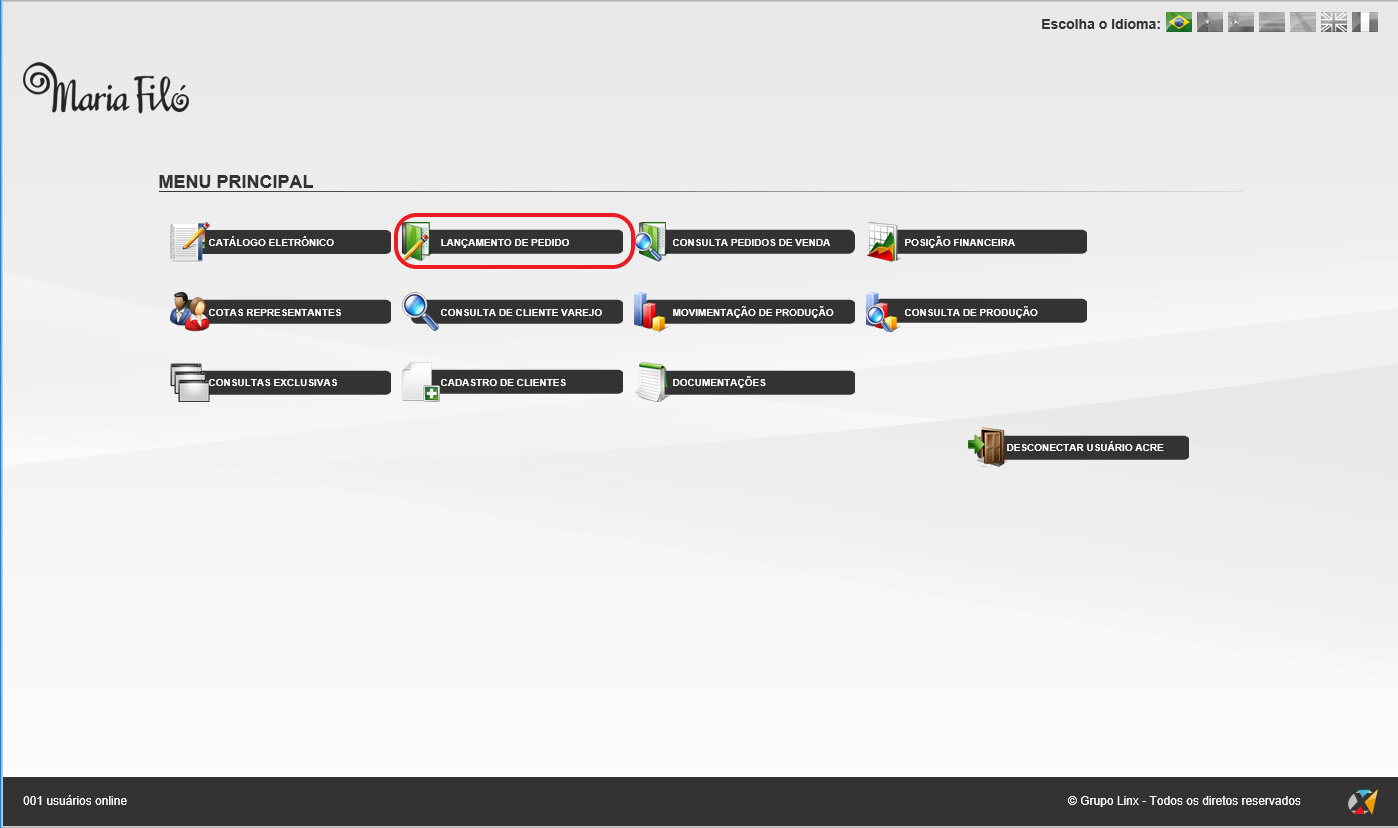 Escolha o Idioma:
Maria Filó
MENU PRINCIPAL
CATÁLOGO ELETRÔNICO
LANÇAMENTO DE PEDIDO
CONSULTA PEDIDOS DE VENDA
POSIÇÃO FINANCEIRA
COTAS REPRESENTANTES
CONSULTA DE CLIENTE VAREJO
MOVIMENTAÇÃO DE PRODUÇÃO
CONSULTA DE PRODUÇÃO
CONSULTAS EXCLUSIVAS
CADASTRO DE CLIENTES
DOCUMENTAÇÕES
DESCONECTAR USUÁRIO ACRE
001 usuários online
© Grupo Linx - Todos os diretos reservados